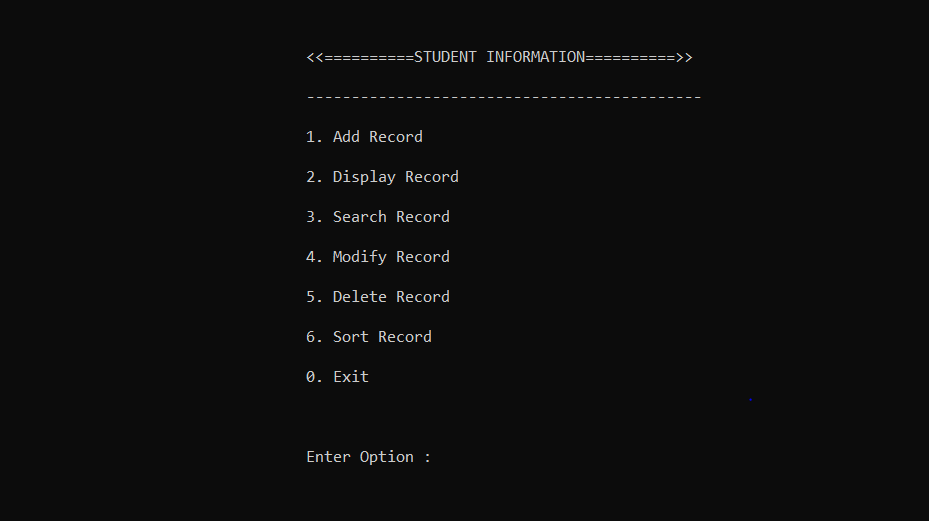 <<==========STUDENT INFORMATION==========>>
--------------------------------------------
1. Add Record
2. Display Record
3. Search Record
4. Modify Record
5. Delete Record
6. Sort Record
0. Exit
Enter Option :